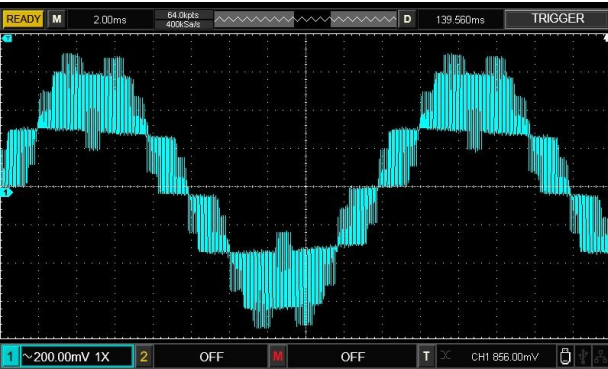 READY M 2.00ms 64.0kpts D 139.560ms TRIGGER
400kSa/s
T
1
1 ~200.00mV 1X 2 OFF M OFF T CH1 856.00mV